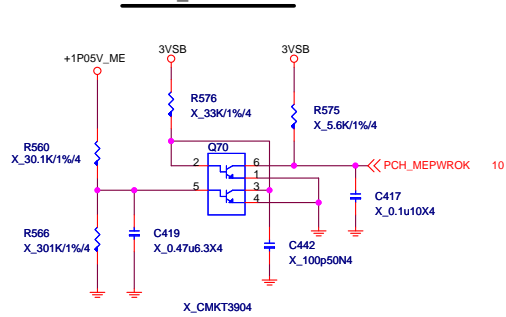 3VSB
3VSB
+1P05V_ME
R576
X_33K/1%/4
R575
X_5.6K/1%/4
R560
X_30.1K/1%/4
Q70
2
6
PCH_MEPWROK
10
1
5
3
4
C417
X_0.1u10X4
R566
X_301K/1%/4
C419
X_0.47u6.3X4
C442
X_100p50N4
X_CMKT3904